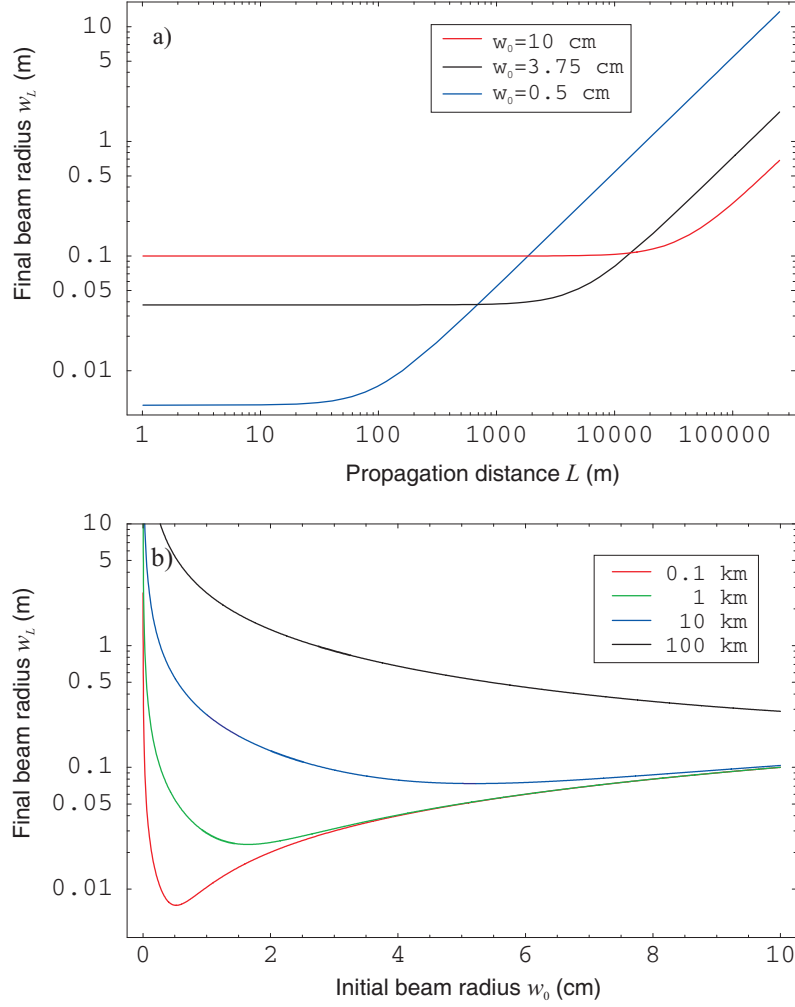 a)
w₀=10 cm
w₀=3.75 cm
w₀=0.5 cm
Final beam radius w_L (m)
10
5
1
0.5
0.1
0.05
0.01
1 10 100 1000 10000 100000
Propagation distance L (m)
b)
0.1 km
1 km
10 km
100 km
Final beam radius w_L (m)
10
5
1
0.5
0.1
0.05
0.01
0 2 4 6 8 10
Initial beam radius w₀ (cm)